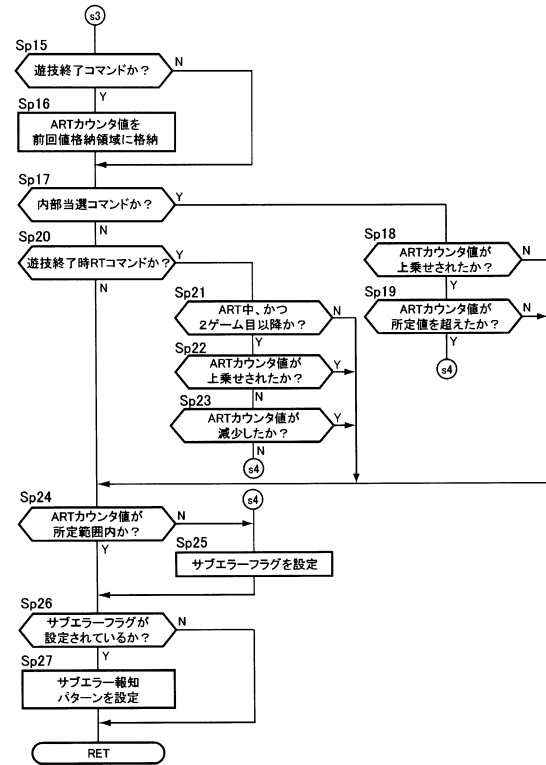 s3
Sp15
遊技終了コマンドか？
N
Y
Sp16
ARTカウンタ値を
前回値格納領域に格納
Sp17
内部当選コマンドか？
Y
N
Sp18
ARTカウンタ値が
上乗せされたか？
N
Y
Sp19
ARTカウンタ値が
所定値を超えたか？
N
Y
s4
Sp20
遊技終了時RTコマンドか？
Y
N
Sp21
ART中、かつ
2ゲーム目以降か？
N
Y
Sp22
ARTカウンタ値が
上乗せされたか？
Y
N
Sp23
ARTカウンタ値が
減少したか？
Y
N
s4
Sp24
ARTカウンタ値が
所定範囲内か？
N
Y
s4
Sp25
サブエラーフラグを設定
Sp26
サブエラーフラグが
設定されているか？
N
Y
Sp27
サブエラー報知
パターンを設定
RET